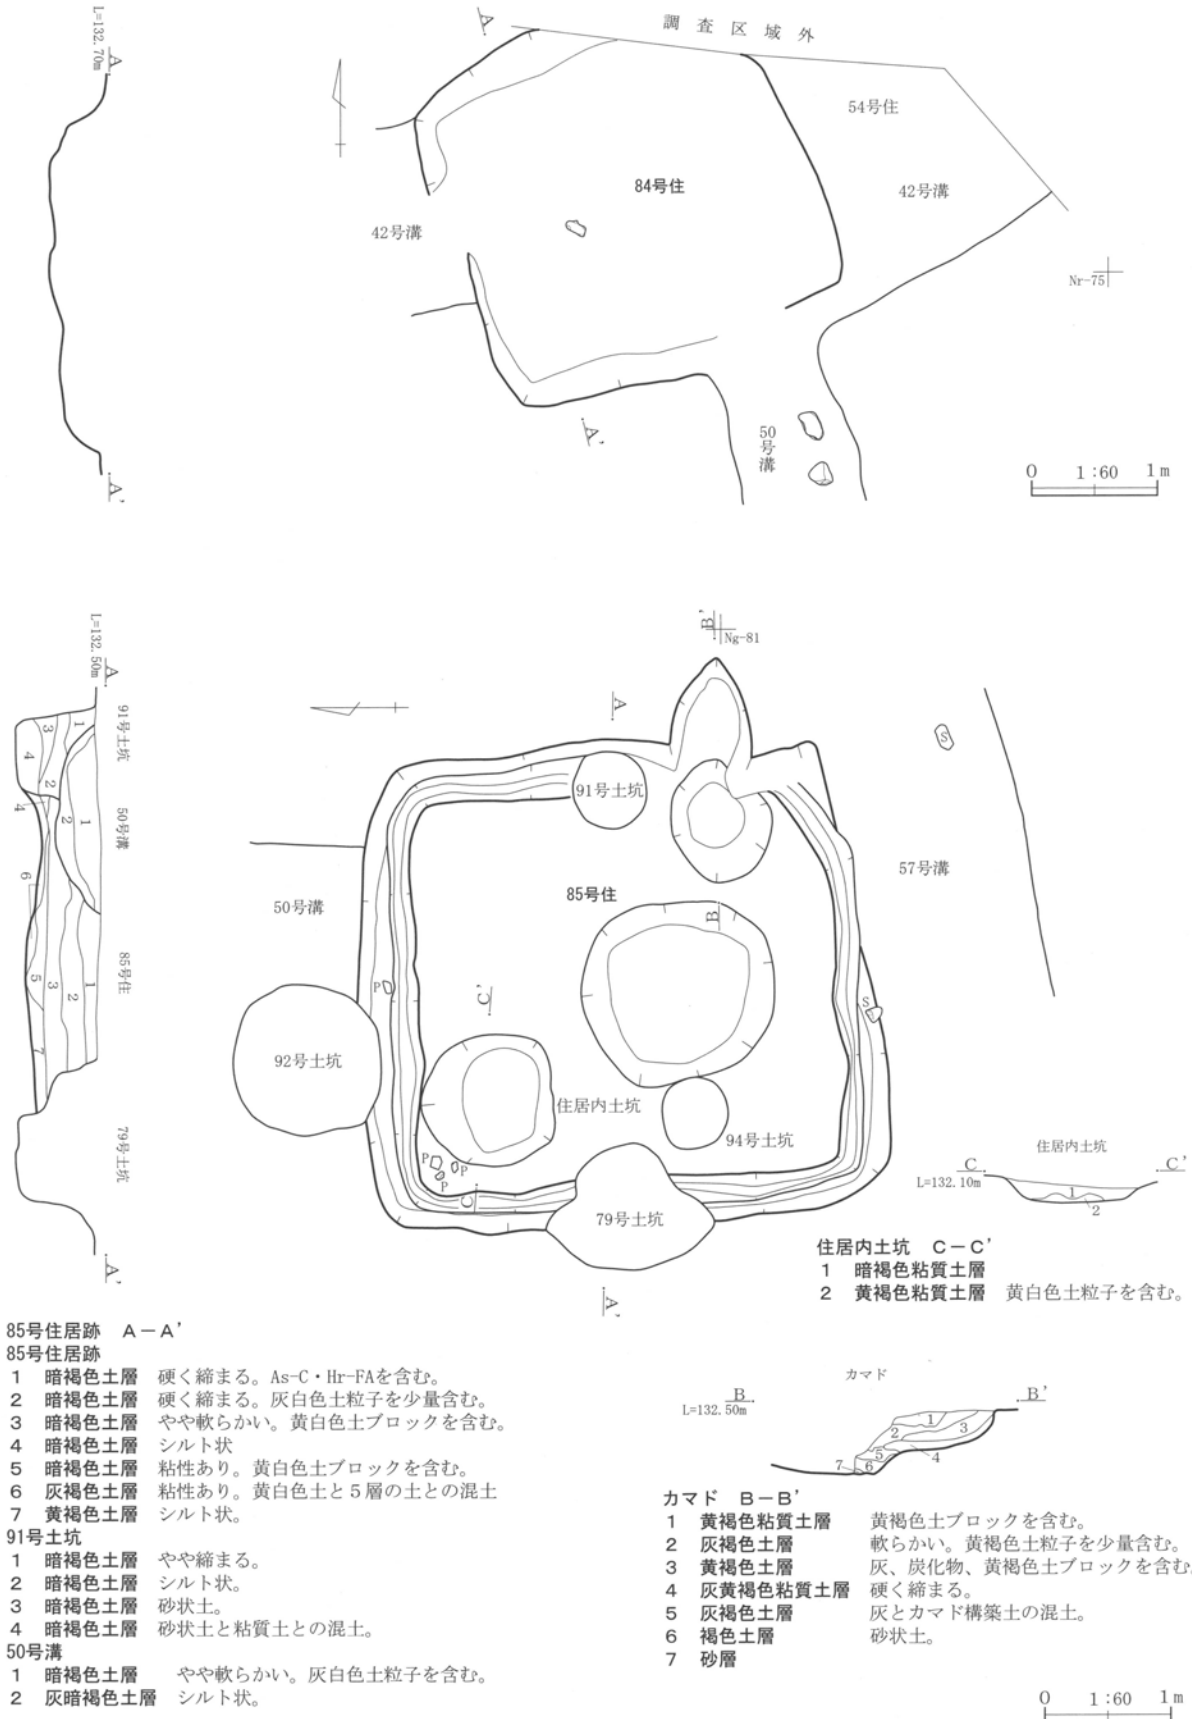 L=132.70m
A
A
調査区域外
54号住
84号住
42号溝
42号溝
Nr-75
A'
A'
50号溝
0 1:60 1m
L=132.50m
A
B'
Ng-81
A
91号土坑
1
3
4
2
4
50号溝
1
2
6
85号住
1
2
3
5
7
79号土坑
A'
S
91号土坑
57号溝
85号住
50号溝
B
P
C'
S
92号土坑
住居内土坑
94号土坑
P
P
P
C
79号土坑
A'
住居内土坑
C
C'
L=132.10m
1
2
住居内土坑 C－C'
1 暗褐色粘質土層
2 黄褐色粘質土層 黄白色土粒子を含む。
85号住居跡 A－A'
85号住居跡
1 暗褐色土層 硬く締まる。As-C・Hr-FAを含む。
2 暗褐色土層 硬く締まる。灰白色土粒子を少量含む。
3 暗褐色土層 やや軟らかい。黄白色土ブロックを含む。
4 暗褐色土層 シルト状
5 暗褐色土層 粘性あり。黄白色土ブロックを含む。
6 灰褐色土層 粘性あり。黄白色土と５層の土との混土
7 黄褐色土層 シルト状。
91号土坑
1 暗褐色土層 やや締まる。
2 暗褐色土層 シルト状。
3 暗褐色土層 砂状土。
4 暗褐色土層 砂状土と粘質土との混土。
50号溝
1 暗褐色土層 やや軟らかい。灰白色土粒子を含む。
2 灰暗褐色土層 シルト状。
カマド
B
B'
L=132.50m
1
2
3
4
5
6
7
カマド B－B'
1 黄褐色粘質土層 黄褐色土ブロックを含む。
2 灰褐色土層 軟らかい。黄褐色土粒子を少量含む。
3 黄褐色土層 灰、炭化物、黄褐色土ブロックを含む。
4 灰黄褐色粘質土層 硬く締まる。
5 灰褐色土層 灰とカマド構築土の混土。
6 褐色土層 砂状土。
7 砂層
0 1:60 1m